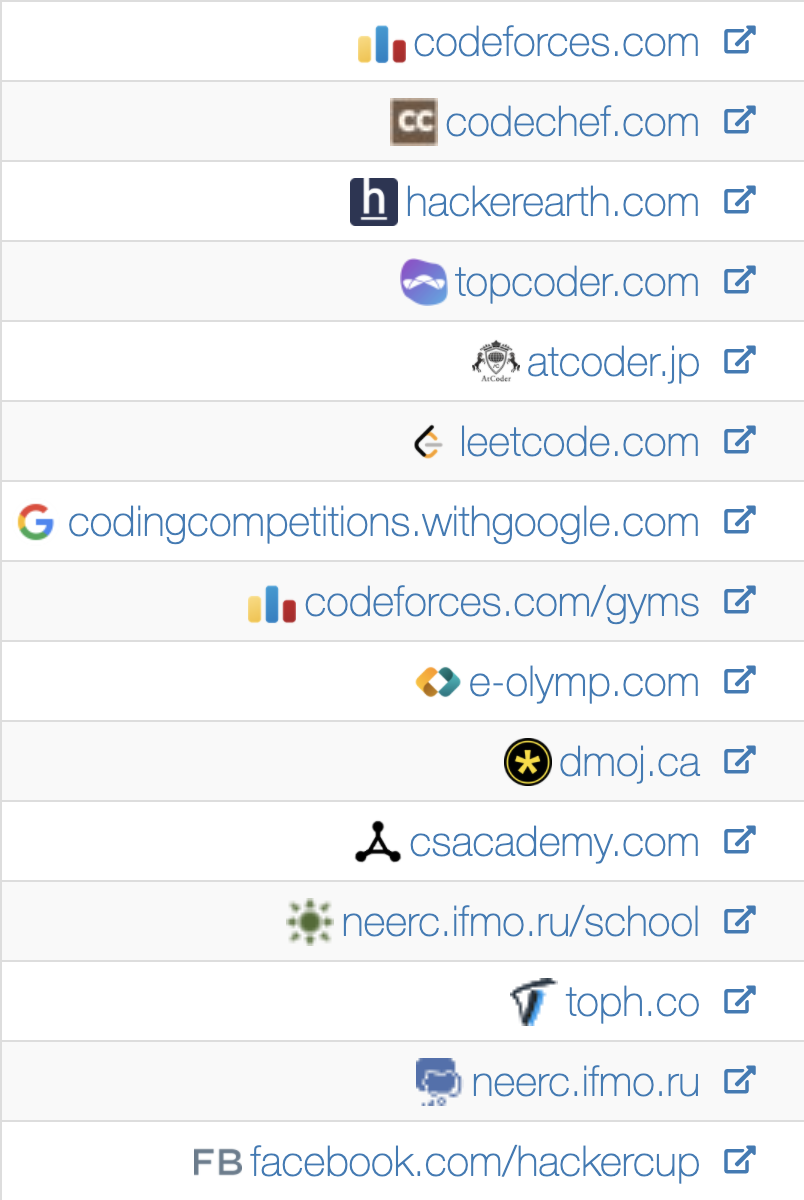 codeforces.com
CC codechef.com
h hackerearth.com
topcoder.com
AtCoder atcoder.jp
leetcode.com
G codingcompetitions.withgoogle.com
codeforces.com/gyms
e-olymp.com
dmoj.ca
csacademy.com
neerc.ifmo.ru/school
toph.co
neerc.ifmo.ru
FB facebook.com/hackercup